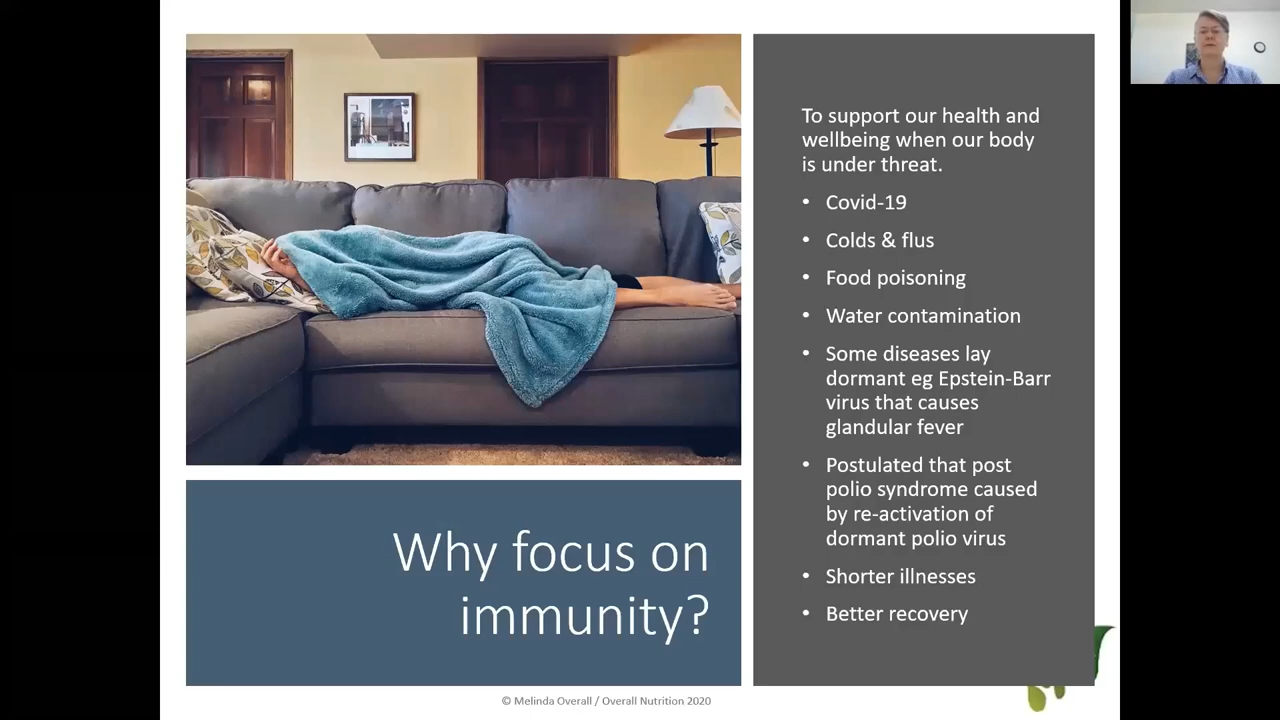 To support our health and
wellbeing when our body
is under threat.
• Covid-19
• Colds & flus
• Food poisoning
• Water contamination
• Some diseases lay
dormant eg Epstein-Barr
virus that causes
glandular fever
• Postulated that post
polio syndrome caused
by re-activation of
dormant polio virus
• Shorter illnesses
• Better recovery
Why focus on
immunity?
© Melinda Overall / Overall Nutrition 2020